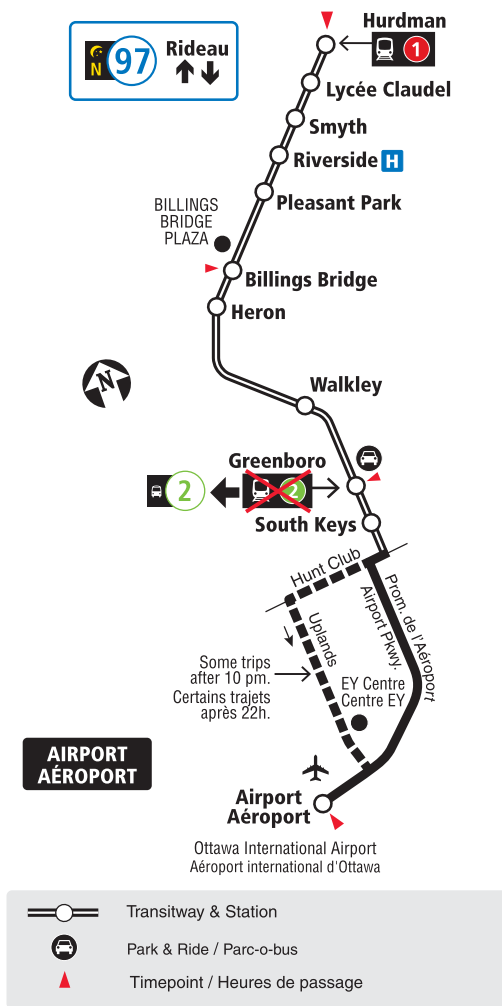 N 97 Rideau
Hurdman
1
Lycée Claudel
Smyth
Riverside H
Pleasant Park
BILLINGS
BRIDGE
PLAZA
Billings Bridge
Heron
N
Walkley
Greenboro
2
2
South Keys
Hunt Club
Prom. de l'Aéroport
Airport Pkwy.
Uplands
Some trips
after 10 pm.
Certains trajets
après 22h.
EY Centre
Centre EY
AIRPORT
AÉROPORT
Airport
Aéroport
Ottawa International Airport
Aéroport international d'Ottawa
Transitway & Station
Park & Ride / Parc-o-bus
Timepoint / Heures de passage